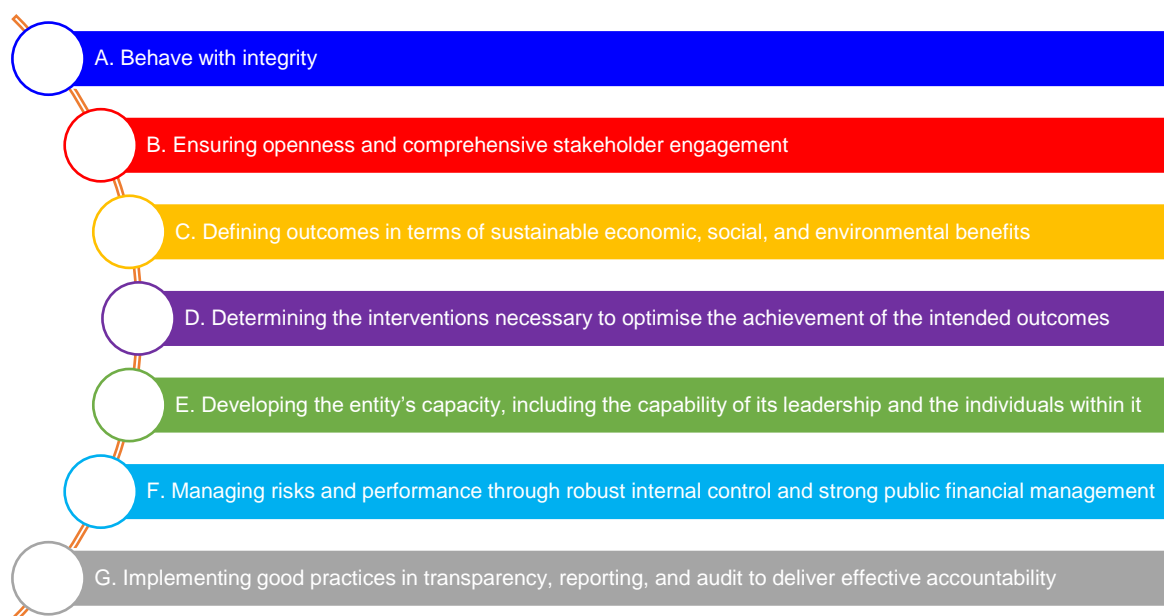 A. Behave with integrity
B. Ensuring openness and comprehensive stakeholder engagement
C. Defining outcomes in terms of sustainable economic, social, and environmental benefits
D. Determining the interventions necessary to optimise the achievement of the intended outcomes
E. Developing the entity’s capacity, including the capability of its leadership and the individuals within it
F. Managing risks and performance through robust internal control and strong public financial management
G. Implementing good practices in transparency, reporting, and audit to deliver effective accountability